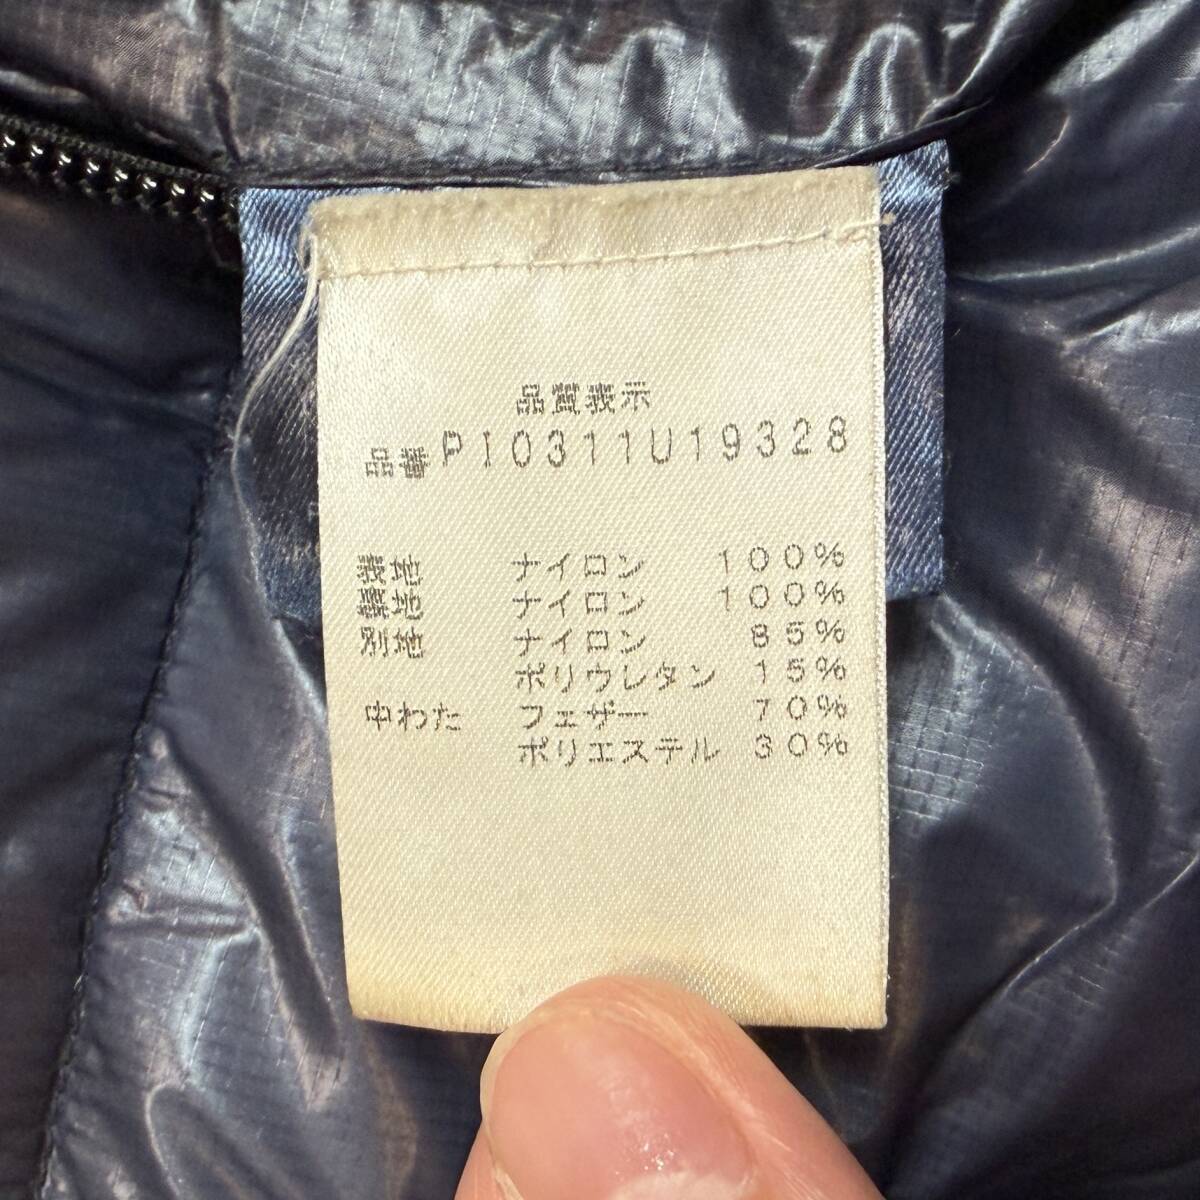 品質表示
品番 PI0311U19328
表地 ナイロン 100%
裏地 ナイロン 100%
別地 ナイロン 85%
ポリウレタン 15%
中わた フェザー 70%
ポリエステル 30%